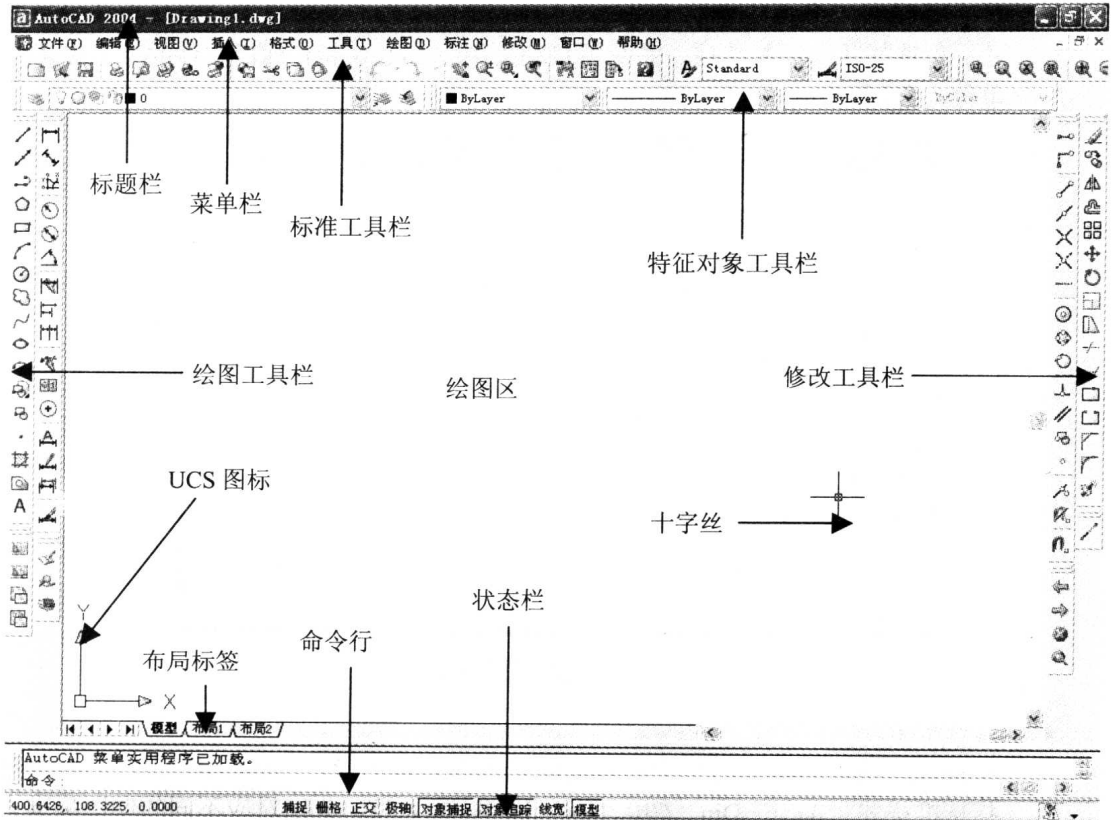 AutoCAD 2004 - [Drawing1.dwg]
文件(F) 编辑(E) 视图(V) 插入(I) 格式(O) 工具(T) 绘图(D) 标注(N) 修改(M) 窗口(W) 帮助(H)
Standard ISO-25
0 ByLayer ByLayer ByLayer ByColor
标题栏
菜单栏
标准工具栏
特征对象工具栏
绘图工具栏
绘图区
修改工具栏
UCS 图标
十字丝
状态栏
命令行
布局标签
Y
X
模型 布局1 布局2
AutoCAD 菜单实用程序已加载。
命令
400.6426, 108.3225, 0.0000 捕捉 栅格 正交 极轴 对象捕捉 对象追踪 线宽 模型